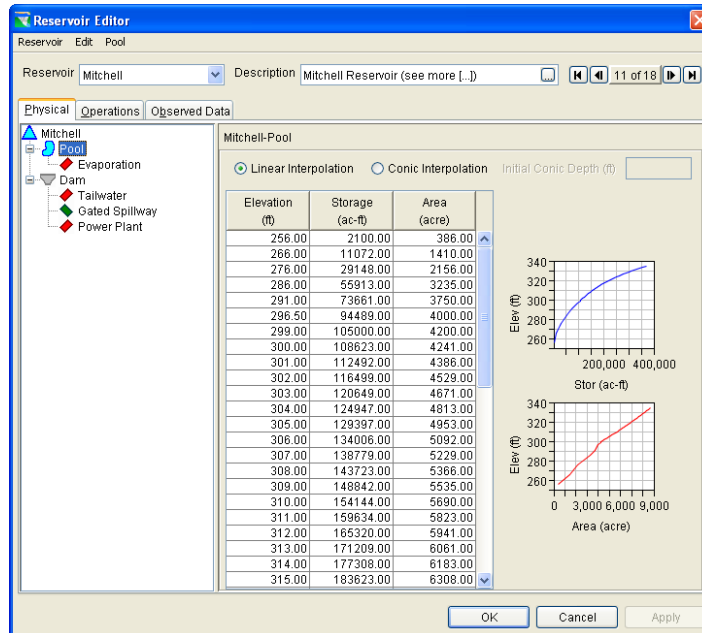 Reservoir Editor
Reservoir Edit Pool
Reservoir Mitchell Description Mitchell Reservoir (see more [...]) ... 11 of 18
Physical Operations Observed Data
Mitchell
Pool
Evaporation
Dam
Tailwater
Gated Spillway
Power Plant
Mitchell-Pool
Linear Interpolation Conic Interpolation Initial Conic Depth (ft)
Elevation Storage Area
(ft) (ac-ft) (acre)
256.00 2100.00 386.00
266.00 11072.00 1410.00
276.00 29148.00 2156.00
286.00 55913.00 3235.00
291.00 73661.00 3750.00
296.50 94489.00 4000.00
299.00 105000.00 4200.00
300.00 108623.00 4241.00
301.00 112492.00 4386.00
302.00 116499.00 4529.00
303.00 120649.00 4671.00
304.00 124947.00 4813.00
305.00 129397.00 4953.00
306.00 134006.00 5092.00
307.00 138779.00 5229.00
308.00 143723.00 5366.00
309.00 148842.00 5535.00
310.00 154144.00 5690.00
311.00 159634.00 5823.00
312.00 165320.00 5941.00
313.00 171209.00 6061.00
314.00 177308.00 6183.00
315.00 183623.00 6308.00
340
320
300
280
260
Elev (ft)
200,000 400,000
Stor (ac-ft)
340
320
300
280
260
Elev (ft)
0 3,000 6,000 9,000
Area (acre)
OK Cancel Apply